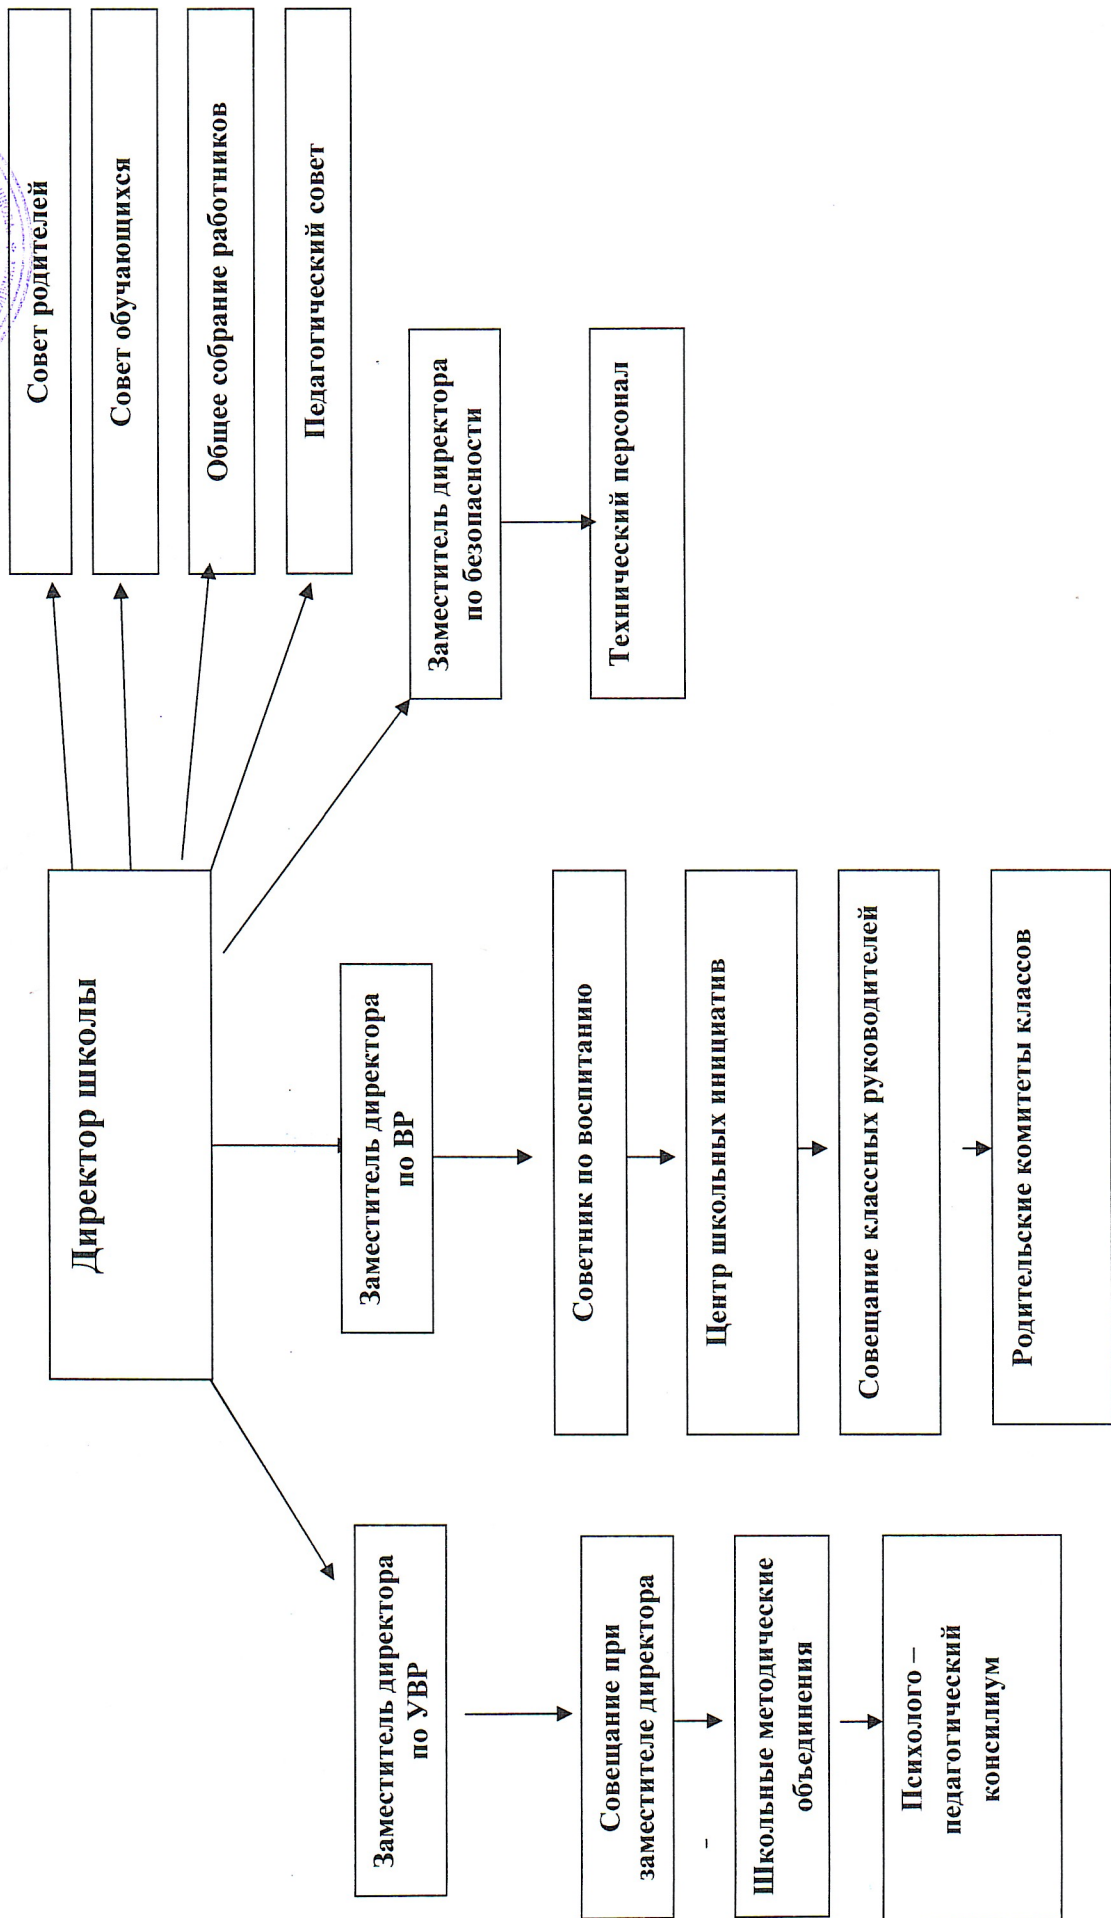 Совет родителей
Совет обучающихся
Общее собрание работников
Педагогический совет
Директор школы
Заместитель директора
по УВР
Заместитель директора
по ВР
Заместитель директора
по безопасности
Совещание при
заместителе директора
Школьные методические
объединения
Психолого –
педагогический
консилиум
Советник по воспитанию
Центр школьных инициатив
Совещание классных руководителей
Родительские комитеты классов
Технический персонал